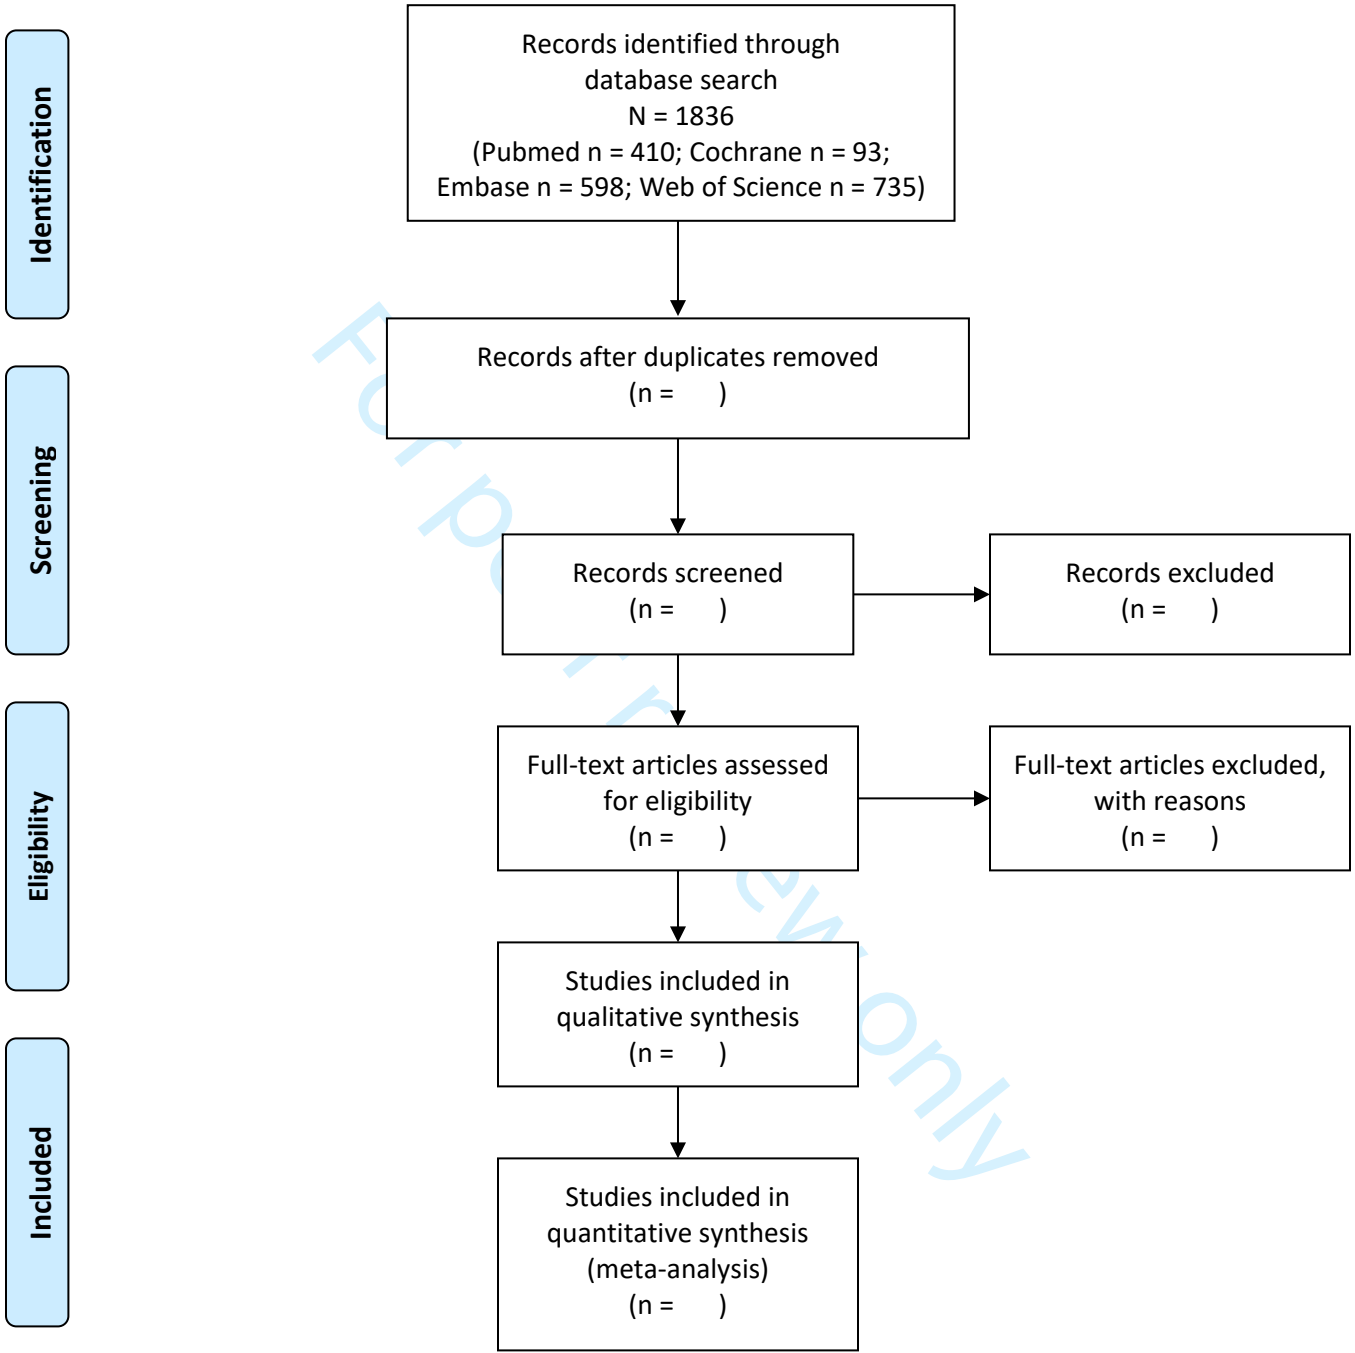 Identification
Records identified through
database search
N = 1836
(Pubmed n = 410; Cochrane n = 93;
Embase n = 598; Web of Science n = 735)
Records after duplicates removed
(n =      )
Screening
Records screened
(n =      )
Records excluded
(n =      )
Eligibility
Full-text articles assessed
for eligibility
(n =      )
Full-text articles excluded,
with reasons
(n =      )
Studies included in
qualitative synthesis
(n =      )
Included
Studies included in
quantitative synthesis
(meta-analysis)
(n =      )
For peer review only